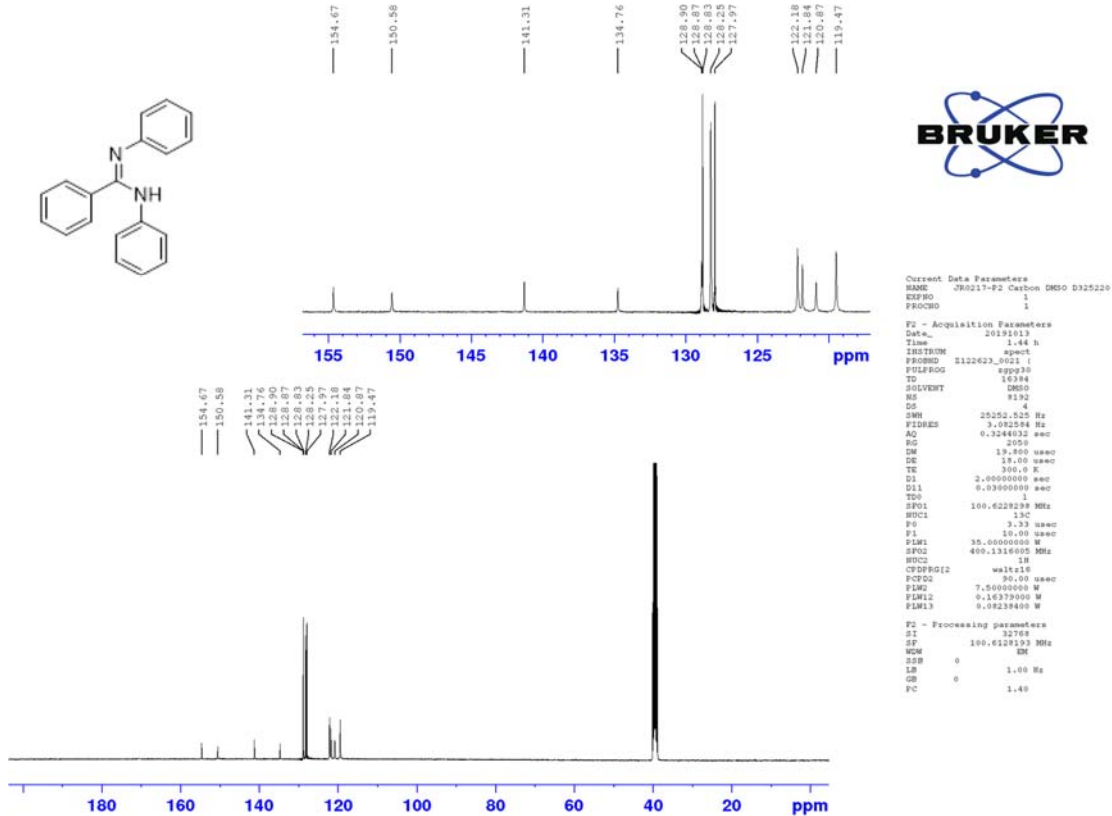 154.67
150.58
141.31
134.76
128.90
128.87
128.83
128.25
127.97
122.18
121.84
120.87
119.47
N
NH
BRUKER
155 150 145 140 135 130 125 ppm
154.67
150.58
141.31
134.76
128.90
128.87
128.83
128.25
127.97
122.18
121.84
120.87
119.47
180 160 140 120 100 80 60 40 20 ppm
Current Data Parameters
NAME JR0217-P2 Carbon DMSO D325220
EXPNO 1
PROCNO 1
F2 - Acquisition Parameters
Date_ 20191013
Time 1.44 h
INSTRUM spect
PROBHD Z122623_0021 (
PULPROG zgpg30
TD 16384
SOLVENT DMSO
NS 8192
DS 4
SWH 25252.525 Hz
FIDRES 3.082584 Hz
AQ 0.3244032 sec
RG 2050
DW 19.800 usec
DE 18.00 usec
TE 300.0 K
D1 2.00000000 sec
D11 0.03000000 sec
TD0 1
SFO1 100.6228298 MHz
NUC1 13C
P0 3.33 usec
P1 10.00 usec
PLW1 35.00000000 W
SFO2 400.1316005 MHz
NUC2 1H
CPDPRG[2 waltz16
PCPD2 90.00 usec
PLW2 7.50000000 W
PLW12 0.16379000 W
PLW13 0.08238400 W
F2 - Processing parameters
SI 32768
SF 100.6128193 MHz
WDW EM
SSB 0
LB 1.00 Hz
GB 0
PC 1.40